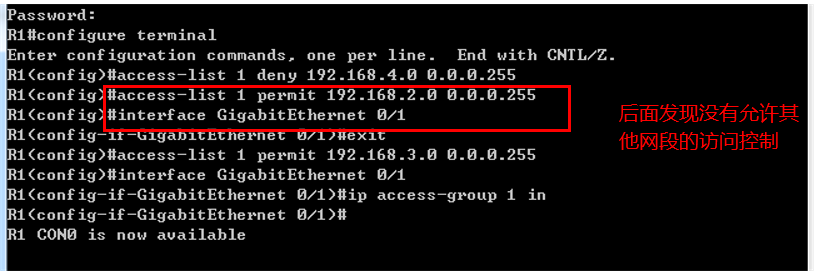 Password:
R1#configure terminal
Enter configuration commands, one per line.  End with CNTL/Z.
R1(config)#access-list 1 deny 192.168.4.0 0.0.0.255
R1(config)#access-list 1 permit 192.168.2.0 0.0.0.255
R1(config)#interface GigabitEthernet 0/1
R1(config-if-GigabitEthernet 0/1)#exit
R1(config)#access-list 1 permit 192.168.3.0 0.0.0.255
R1(config)#interface GigabitEthernet 0/1
R1(config-if-GigabitEthernet 0/1)#ip access-group 1 in
R1(config-if-GigabitEthernet 0/1)#
R1 CON0 is now available
后面发现没有允许其
他网段的访问控制